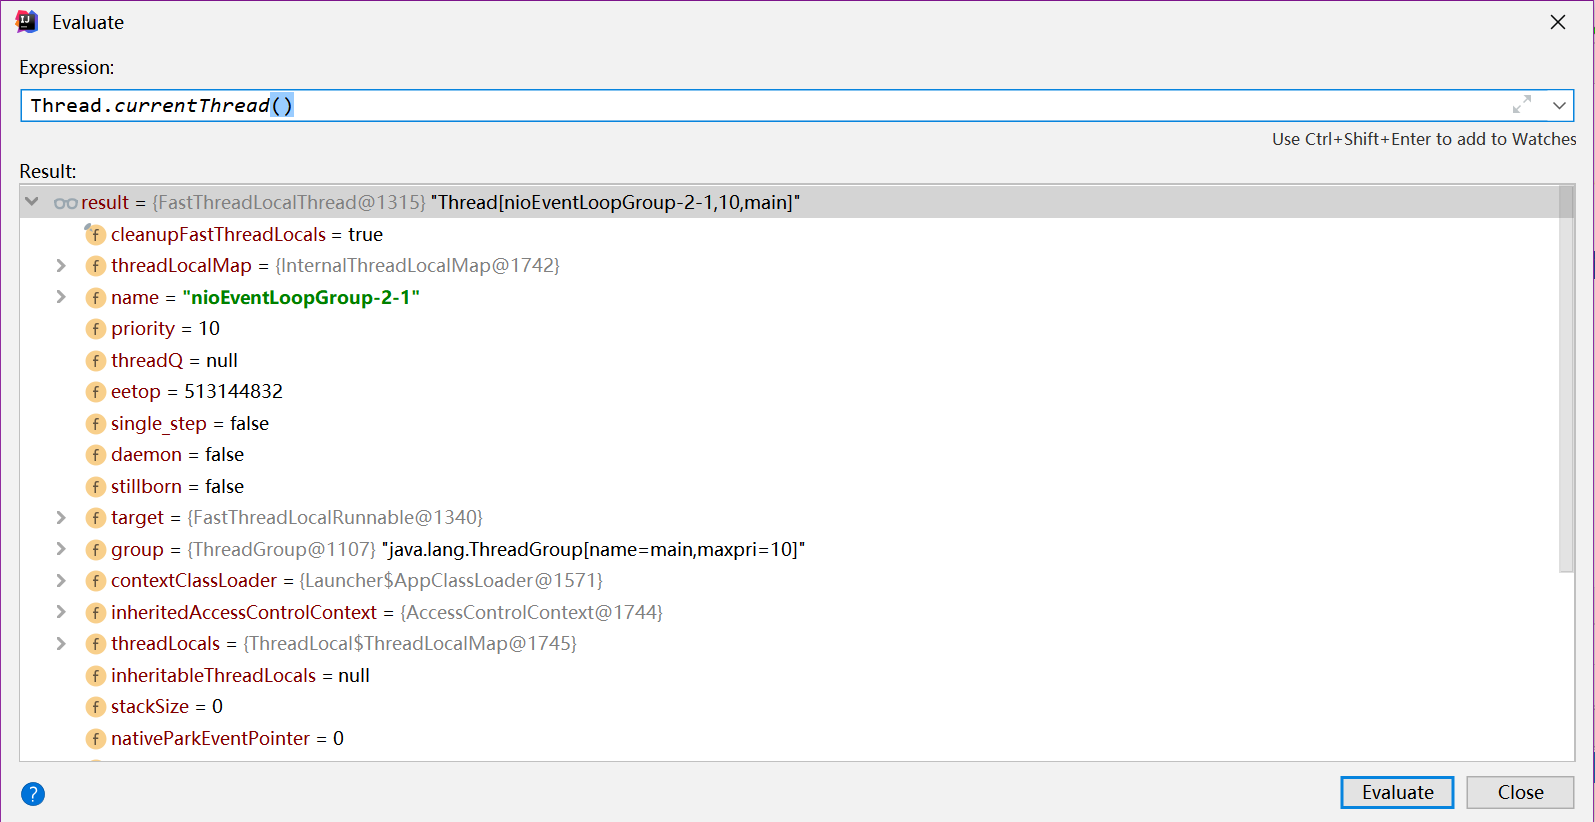 Evaluate
Expression:
Thread.currentThread()
Use Ctrl+Shift+Enter to add to Watches
Result:
result = {FastThreadLocalThread@1315} "Thread[nioEventLoopGroup-2-1,10,main]"
f cleanupFastThreadLocals = true
f threadLocalMap = {InternalThreadLocalMap@1742}
f name = "nioEventLoopGroup-2-1"
f priority = 10
f threadQ = null
f eetop = 513144832
f single_step = false
f daemon = false
f stillborn = false
f target = {FastThreadLocalRunnable@1340}
f group = {ThreadGroup@1107} "java.lang.ThreadGroup[name=main,maxpri=10]"
f contextClassLoader = {Launcher$AppClassLoader@1571}
f inheritedAccessControlContext = {AccessControlContext@1744}
f threadLocals = {ThreadLocal$ThreadLocalMap@1745}
f inheritableThreadLocals = null
f stackSize = 0
f nativeParkEventPointer = 0
? Evaluate Close